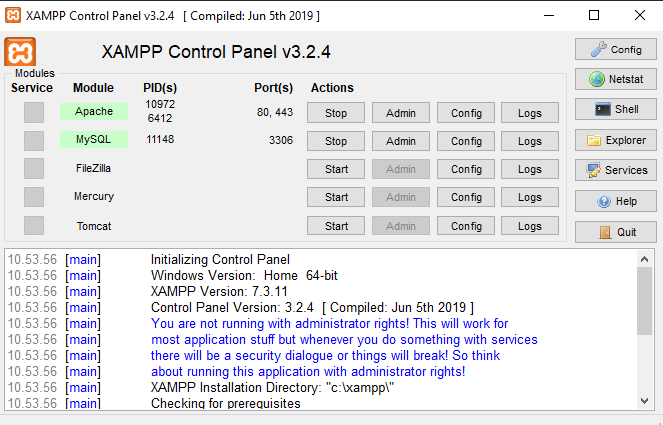 XAMPP Control Panel v3.2.4 [ Compiled: Jun 5th 2019 ]
XAMPP Control Panel v3.2.4
Modules
Service Module PID(s) Port(s) Actions
Apache 10972 6412 80, 443 Stop Admin Config Logs
MySQL 11148 3306 Stop Admin Config Logs
FileZilla Start Admin Config Logs
Mercury Start Admin Config Logs
Tomcat Start Admin Config Logs
Config
Netstat
Shell
Explorer
Services
Help
Quit
10.53.56 [main] Initializing Control Panel
10.53.56 [main] Windows Version: Home 64-bit
10.53.56 [main] XAMPP Version: 7.3.11
10.53.56 [main] Control Panel Version: 3.2.4 [ Compiled: Jun 5th 2019 ]
10.53.56 [main] You are not running with administrator rights! This will work for
10.53.56 [main] most application stuff but whenever you do something with services
10.53.56 [main] there will be a security dialogue or things will break! So think
10.53.56 [main] about running this application with administrator rights!
10.53.56 [main] XAMPP Installation Directory: "c:\xampp\"
10.53.56 [main] Checking for prerequisites